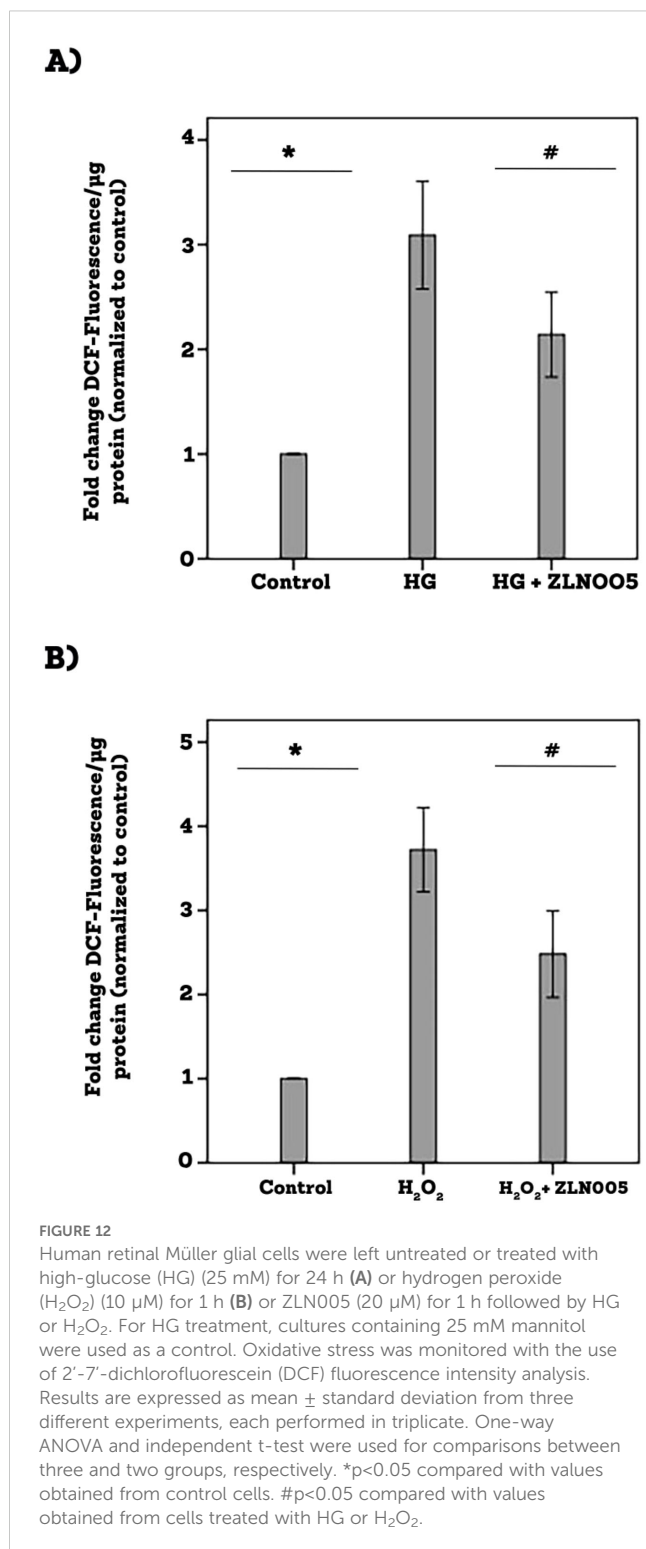 A)
Fold change DCF-Fluorescence/µg
protein (normalized to control)
4
3
2
1
0
*
#
Control HG HG + ZLNOO5
B)
Fold change DCF-Fluorescence/µg
protein (normalized to control)
5
4
3
2
1
0
*
#
Control H₂O₂ H₂O₂+ ZLN005
FIGURE 12
Human retinal Müller glial cells were left untreated or treated with
high-glucose (HG) (25 mM) for 24 h (A) or hydrogen peroxide
(H₂O₂) (10 µM) for 1 h (B) or ZLN005 (20 µM) for 1 h followed by HG
or H₂O₂. For HG treatment, cultures containing 25 mM mannitol
were used as a control. Oxidative stress was monitored with the use
of 2′-7′-dichlorofluorescein (DCF) fluorescence intensity analysis.
Results are expressed as mean ± standard deviation from three
different experiments, each performed in triplicate. One-way
ANOVA and independent t-test were used for comparisons between
three and two groups, respectively. *p<0.05 compared with values
obtained from control cells. #p<0.05 compared with values
obtained from cells treated with HG or H₂O₂.